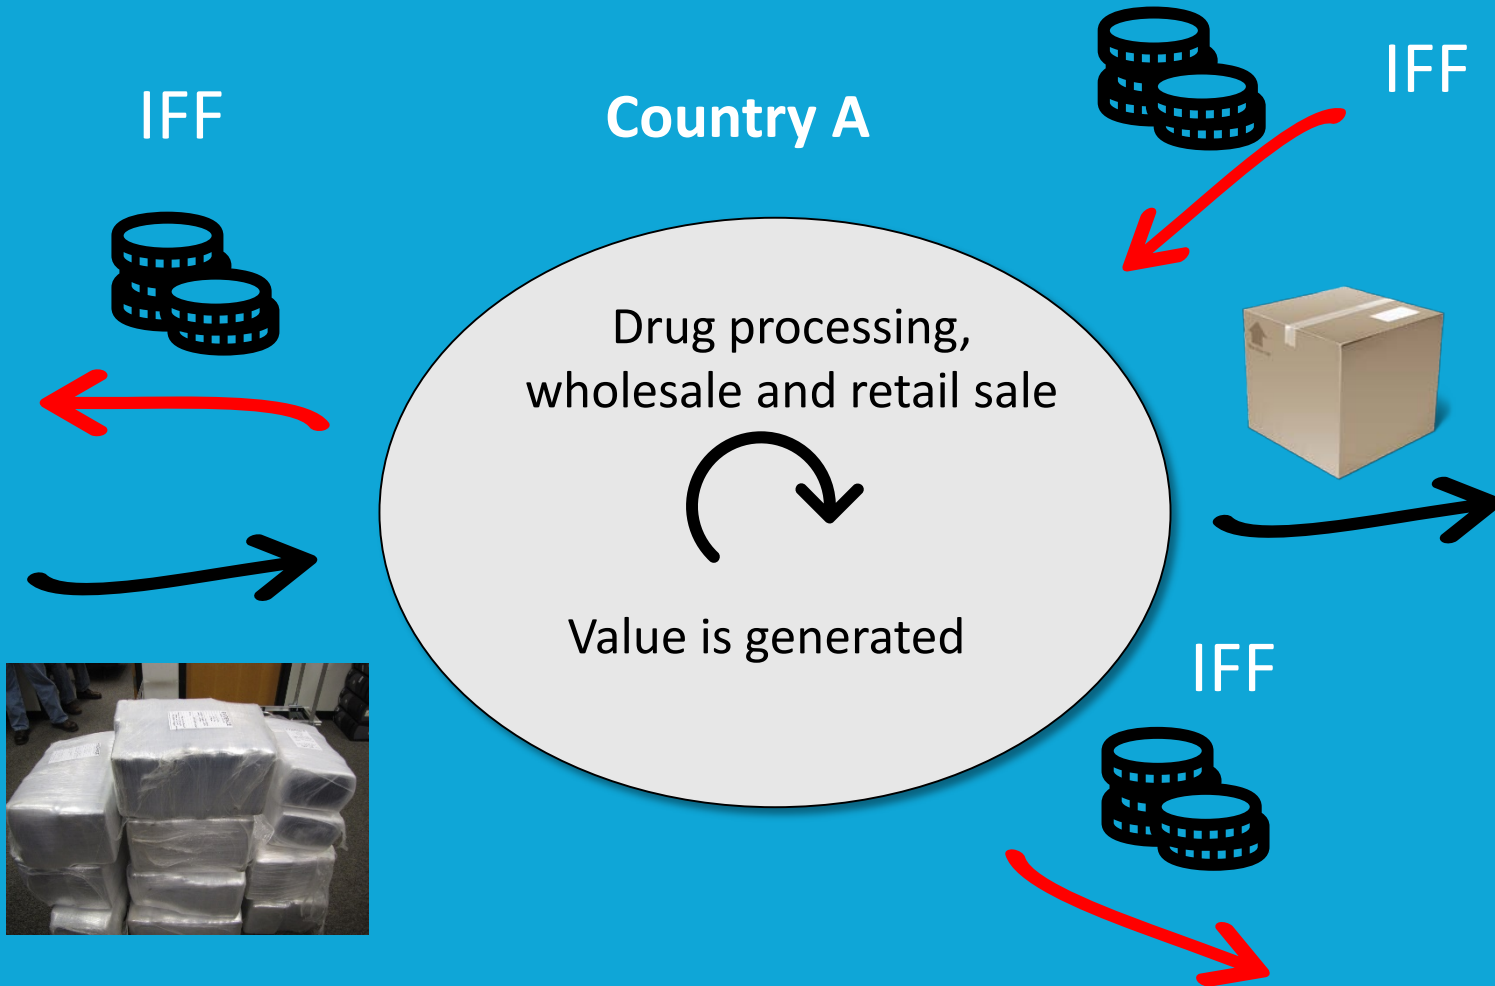 IFF
Country A
IFF
Drug processing,
wholesale and retail sale
Value is generated
IFF